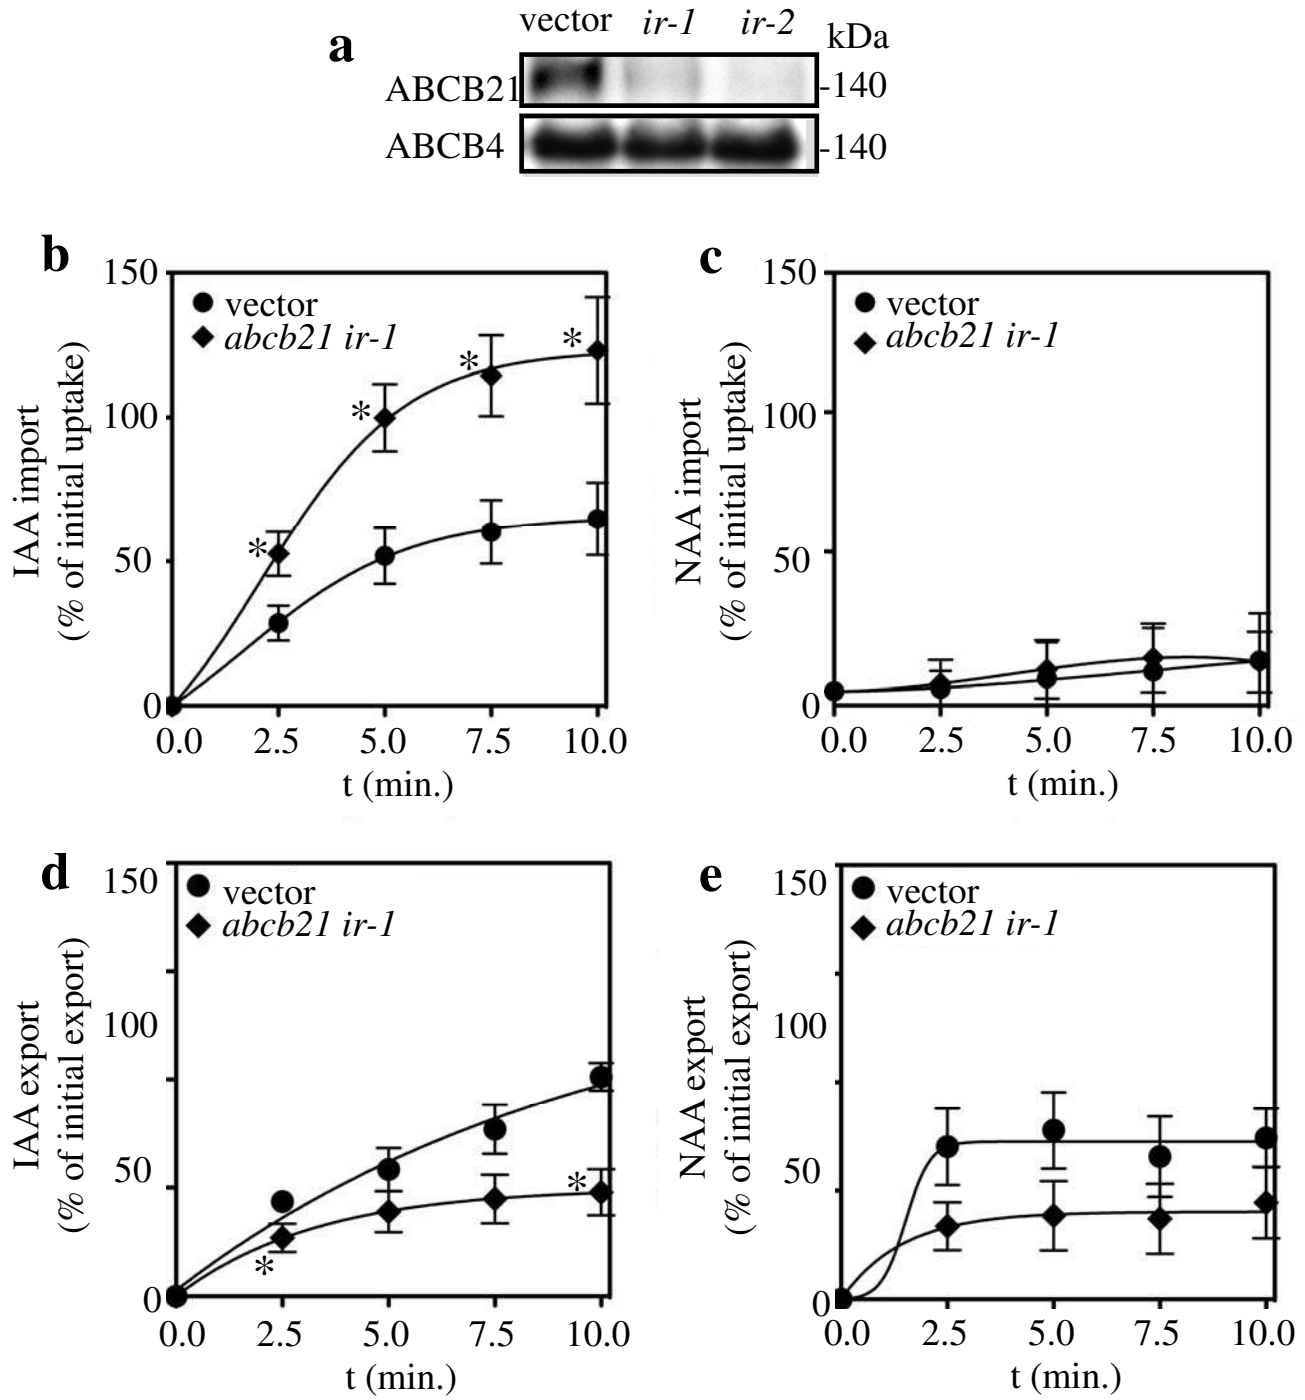 a
vector ir-1 ir-2 kDa
ABCB21 -140
ABCB4 -140
b
150
100
50
0
IAA import
(% of initial uptake)
vector
abcb21 ir-1
* * * *
0.0 2.5 5.0 7.5 10.0
t (min.)
c
150
100
50
0
NAA import
(% of initial uptake)
vector
abcb21 ir-1
0.0 2.5 5.0 7.5 10.0
t (min.)
d
150
100
50
0
IAA export
(% of initial export)
vector
abcb21 ir-1
* *
0.0 2.5 5.0 7.5 10.0
t (min.)
e
150
100
50
0
NAA export
(% of initial export)
vector
abcb21 ir-1
0.0 2.5 5.0 7.5 10.0
t (min.)